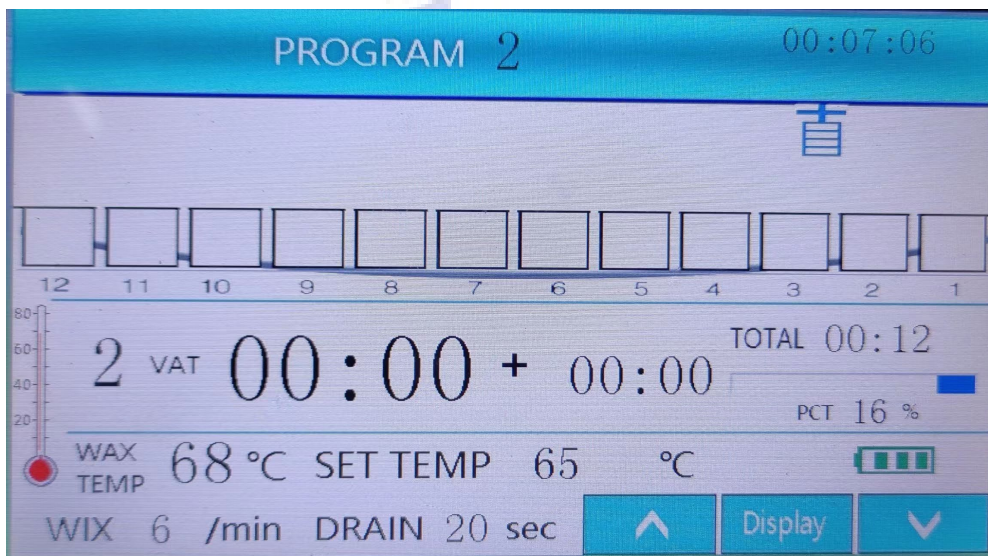 PROGRAM 2 00:07:06
12 11 10 9 8 7 6 5 4 3 2 1
80
60
40
20
2 VAT 00:00 + 00:00
TOTAL 00:12
PCT 16 %
WAX TEMP 68 °C SET TEMP 65 °C
WIX 6 /min DRAIN 20 sec Display